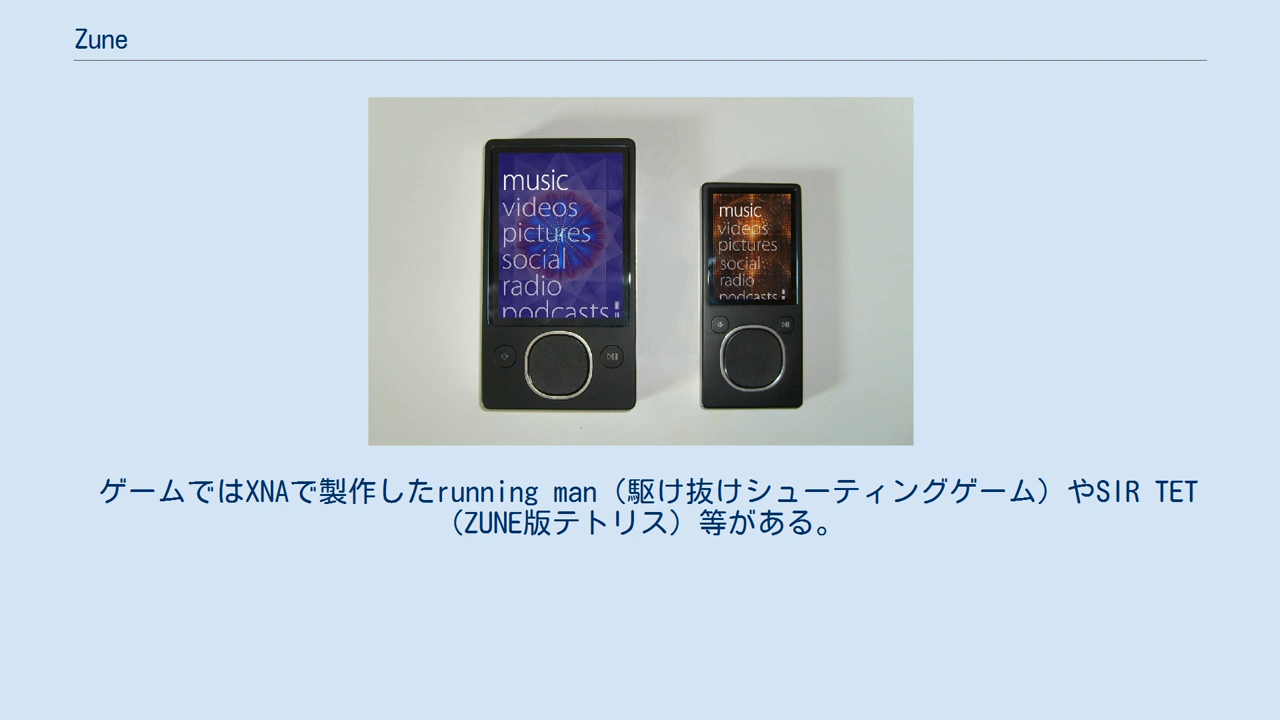 Zune
music
videos
pictures
social
radio
podcasts
music
videos
pictures
social
radio
podcasts
ゲームではXNAで製作したrunning man（駆け抜けシューティングゲーム）やSIR TET
（ZUNE版テトリス）等がある。